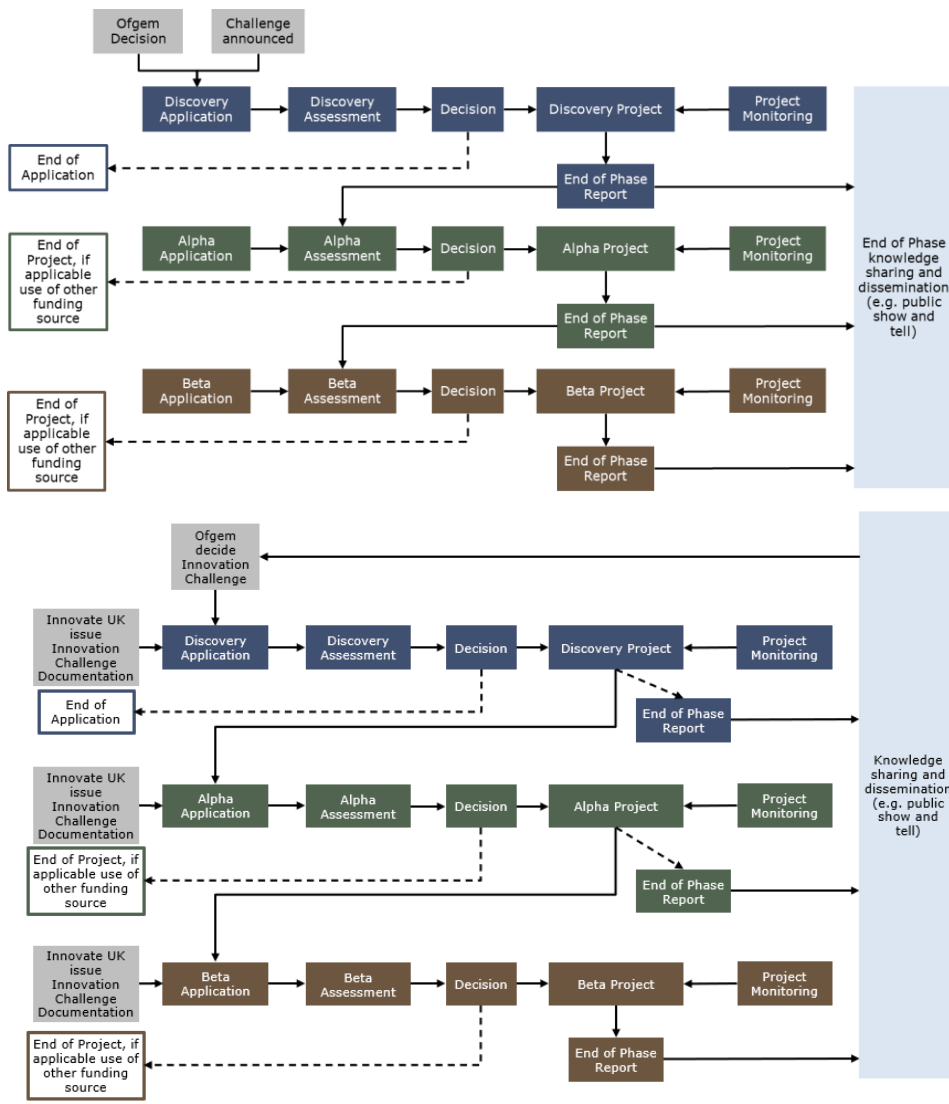 Ofgem
Decision
Challenge
announced
Discovery
Application
Discovery
Assessment
Decision
Discovery Project
Project
Monitoring
End of
Application
End of Phase
Report
End of
Project, if
applicable
use of other
funding
source
Alpha
Application
Alpha
Assessment
Decision
Alpha Project
Project
Monitoring
End of Phase
knowledge
sharing and
dissemination
(e.g. public
show and
tell)
End of Phase
Report
Beta
Application
Beta
Assessment
Decision
Beta Project
Project
Monitoring
End of
Project, if
applicable
use of other
funding
source
End of Phase
Report
Ofgem
decide
Innovation
Challenge
Innovate UK
issue
Innovation
Challenge
Documentation
Discovery
Application
Discovery
Assessment
Decision
Discovery Project
Project
Monitoring
End of
Application
End of Phase
Report
Innovate UK
issue
Innovation
Challenge
Documentation
Alpha
Application
Alpha
Assessment
Decision
Alpha Project
Project
Monitoring
Knowledge
sharing and
dissemination
(e.g. public
show and
tell)
End of Project, if
applicable use of
other funding
source
End of Phase
Report
Innovate UK
issue
Innovation
Challenge
Documentation
Beta
Application
Beta
Assessment
Decision
Beta Project
Project
Monitoring
End of Project, if
applicable use of
other funding
source
End of Phase
Report